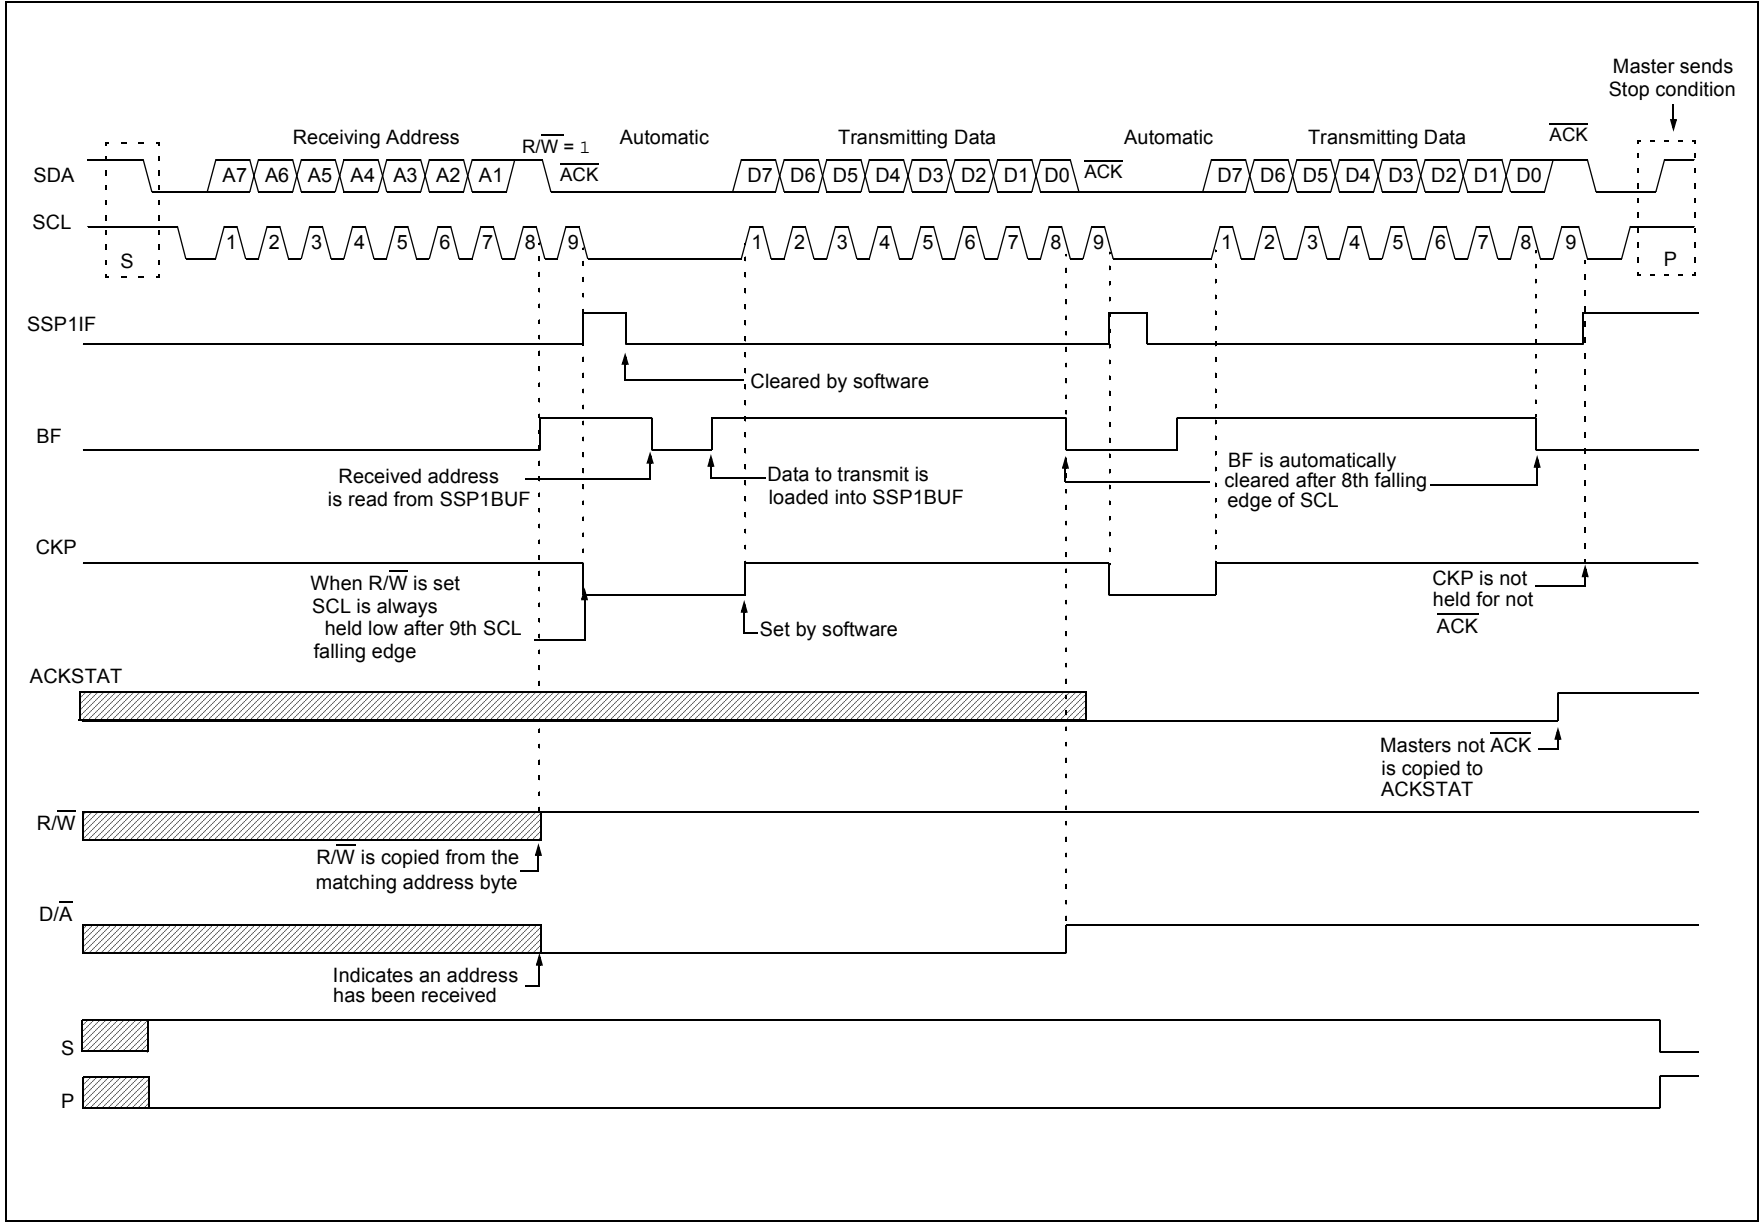 Master sends
Stop condition
Receiving Address
R/W̅ = 1
Automatic
Transmitting Data
Automatic
Transmitting Data
A̅C̅K̅
SDA
A7 A6 A5 A4 A3 A2 A1
A̅C̅K̅
D7 D6 D5 D4 D3 D2 D1 D0
A̅C̅K̅
D7 D6 D5 D4 D3 D2 D1 D0
SCL
S
1 2 3 4 5 6 7 8 9
1 2 3 4 5 6 7 8 9
1 2 3 4 5 6 7 8 9
P
SSP1IF
Cleared by software
BF
Received address
is read from SSP1BUF
Data to transmit is
loaded into SSP1BUF
BF is automatically
cleared after 8th falling
edge of SCL
CKP
When R/W̅ is set
SCL is always
held low after 9th SCL
falling edge
Set by software
CKP is not
held for not
A̅C̅K̅
ACKSTAT
Masters not A̅C̅K̅
is copied to
ACKSTAT
R/W̅
R/W̅ is copied from the
matching address byte
D/A̅
Indicates an address
has been received
S
P